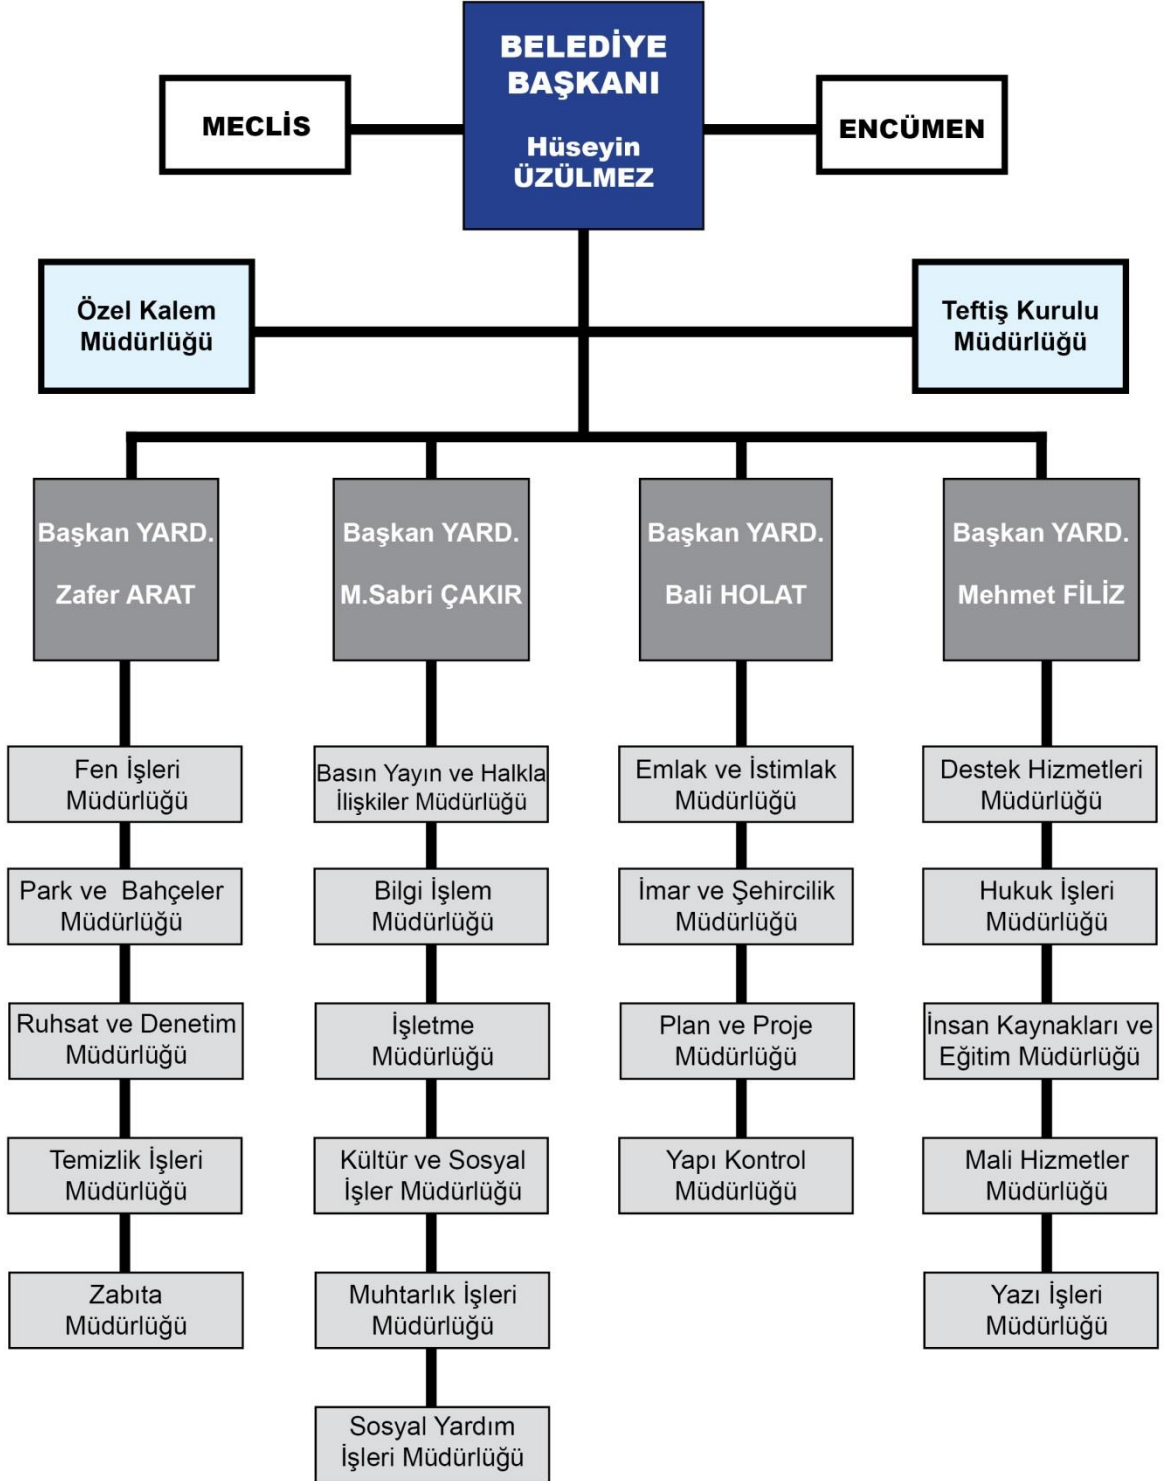 BELEDİYE
BAŞKANI
Hüseyin
ÜZÜLMEZ
MECLİS
ENCÜMEN
Özel Kalem
Müdürlüğü
Teftiş Kurulu
Müdürlüğü
Başkan YARD.
Zafer ARAT
Başkan YARD.
M.Sabri ÇAKIR
Başkan YARD.
Bali HOLAT
Başkan YARD.
Mehmet FİLİZ
Fen İşleri
Müdürlüğü
Park ve Bahçeler
Müdürlüğü
Ruhsat ve Denetim
Müdürlüğü
Temizlik İşleri
Müdürlüğü
Zabıta
Müdürlüğü
Basın Yayın ve Halkla
İlişkiler Müdürlüğü
Bilgi İşlem
Müdürlüğü
İşletme
Müdürlüğü
Kültür ve Sosyal
İşler Müdürlüğü
Muhtarlık İşleri
Müdürlüğü
Sosyal Yardım
İşleri Müdürlüğü
Emlak ve İstimlak
Müdürlüğü
İmar ve Şehircilik
Müdürlüğü
Plan ve Proje
Müdürlüğü
Yapı Kontrol
Müdürlüğü
Destek Hizmetleri
Müdürlüğü
Hukuk İşleri
Müdürlüğü
İnsan Kaynakları ve
Eğitim Müdürlüğü
Mali Hizmetler
Müdürlüğü
Yazı İşleri
Müdürlüğü